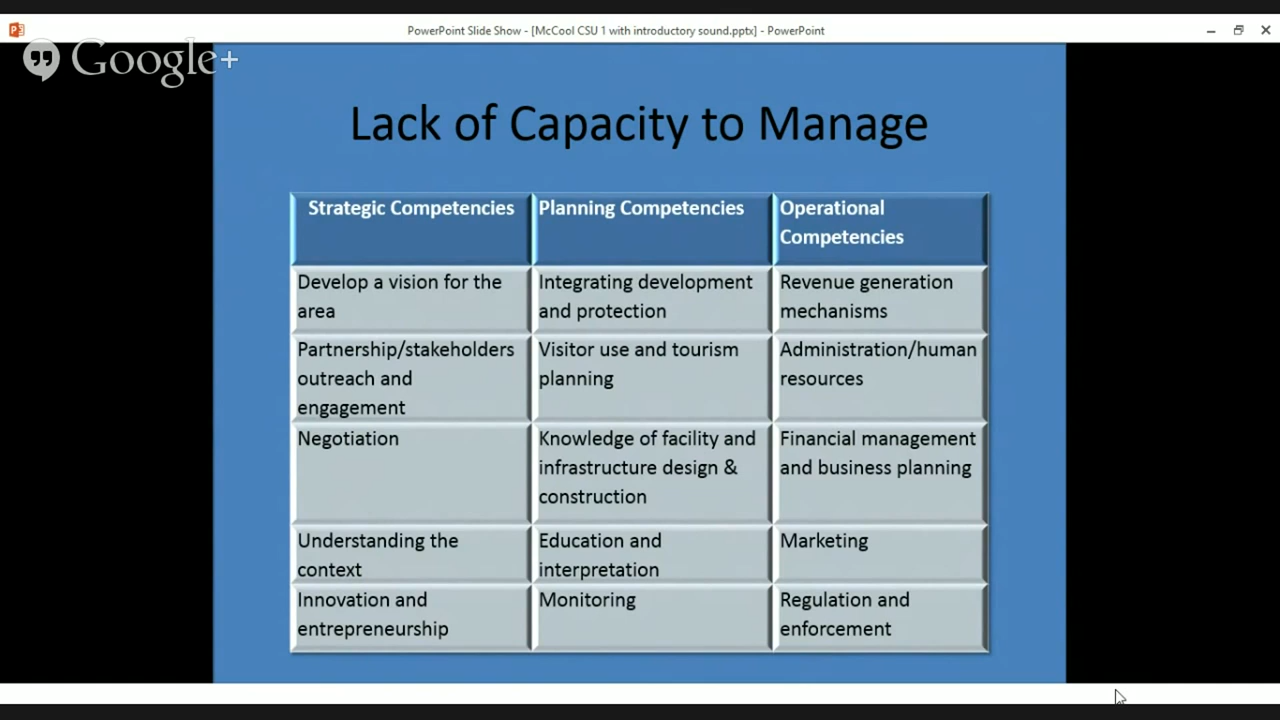 PowerPoint Slide Show - [McCool CSU 1 with introductory sound.pptx] - PowerPoint
Google+
Lack of Capacity to Manage
Strategic Competencies
Planning Competencies
Operational
Competencies
Develop a vision for the
area
Integrating development
and protection
Revenue generation
mechanisms
Partnership/stakeholders
outreach and
engagement
Visitor use and tourism
planning
Administration/human
resources
Negotiation
Knowledge of facility and
infrastructure design &
construction
Financial management
and business planning
Understanding the
context
Education and
interpretation
Marketing
Innovation and
entrepreneurship
Monitoring
Regulation and
enforcement